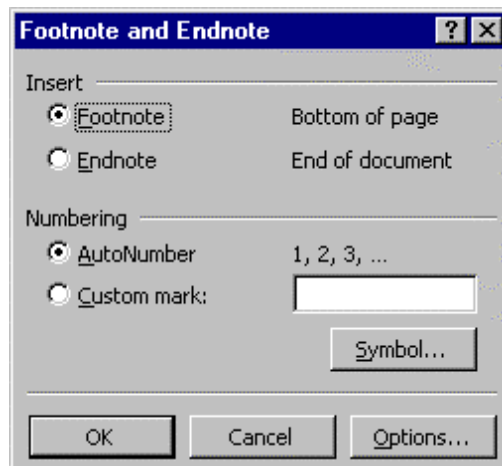 Footnote and Endnote
Insert
Footnote Bottom of page
Endnote End of document
Numbering
AutoNumber 1, 2, 3, ...
Custom mark:
Symbol...
OK Cancel Options...